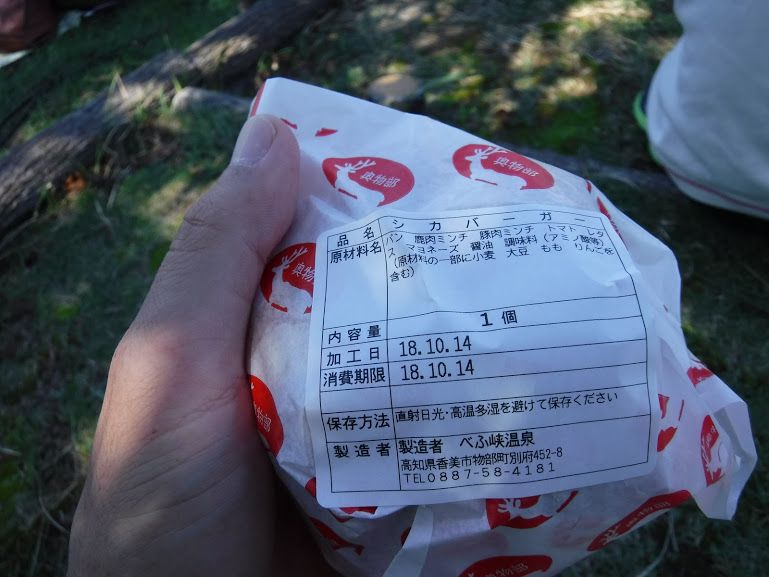 奥物部
奥物部
奥物部
品名 シカバーガー
原材料名 パン 鹿肉ミンチ 豚肉ミンチ トマト レタ
ス マヨネーズ 醤油 調味料（アミノ酸等）
（原材料の一部に小麦 大豆 もも りんごを
含む）
内容量 1個
加工日 18.10.14
消費期限 18.10.14
保存方法 直射日光・高温多湿を避けて保存ください
製造者 製造者 べふ峡温泉
高知県香美市物部町別府452-8
TEL0887-58-4181